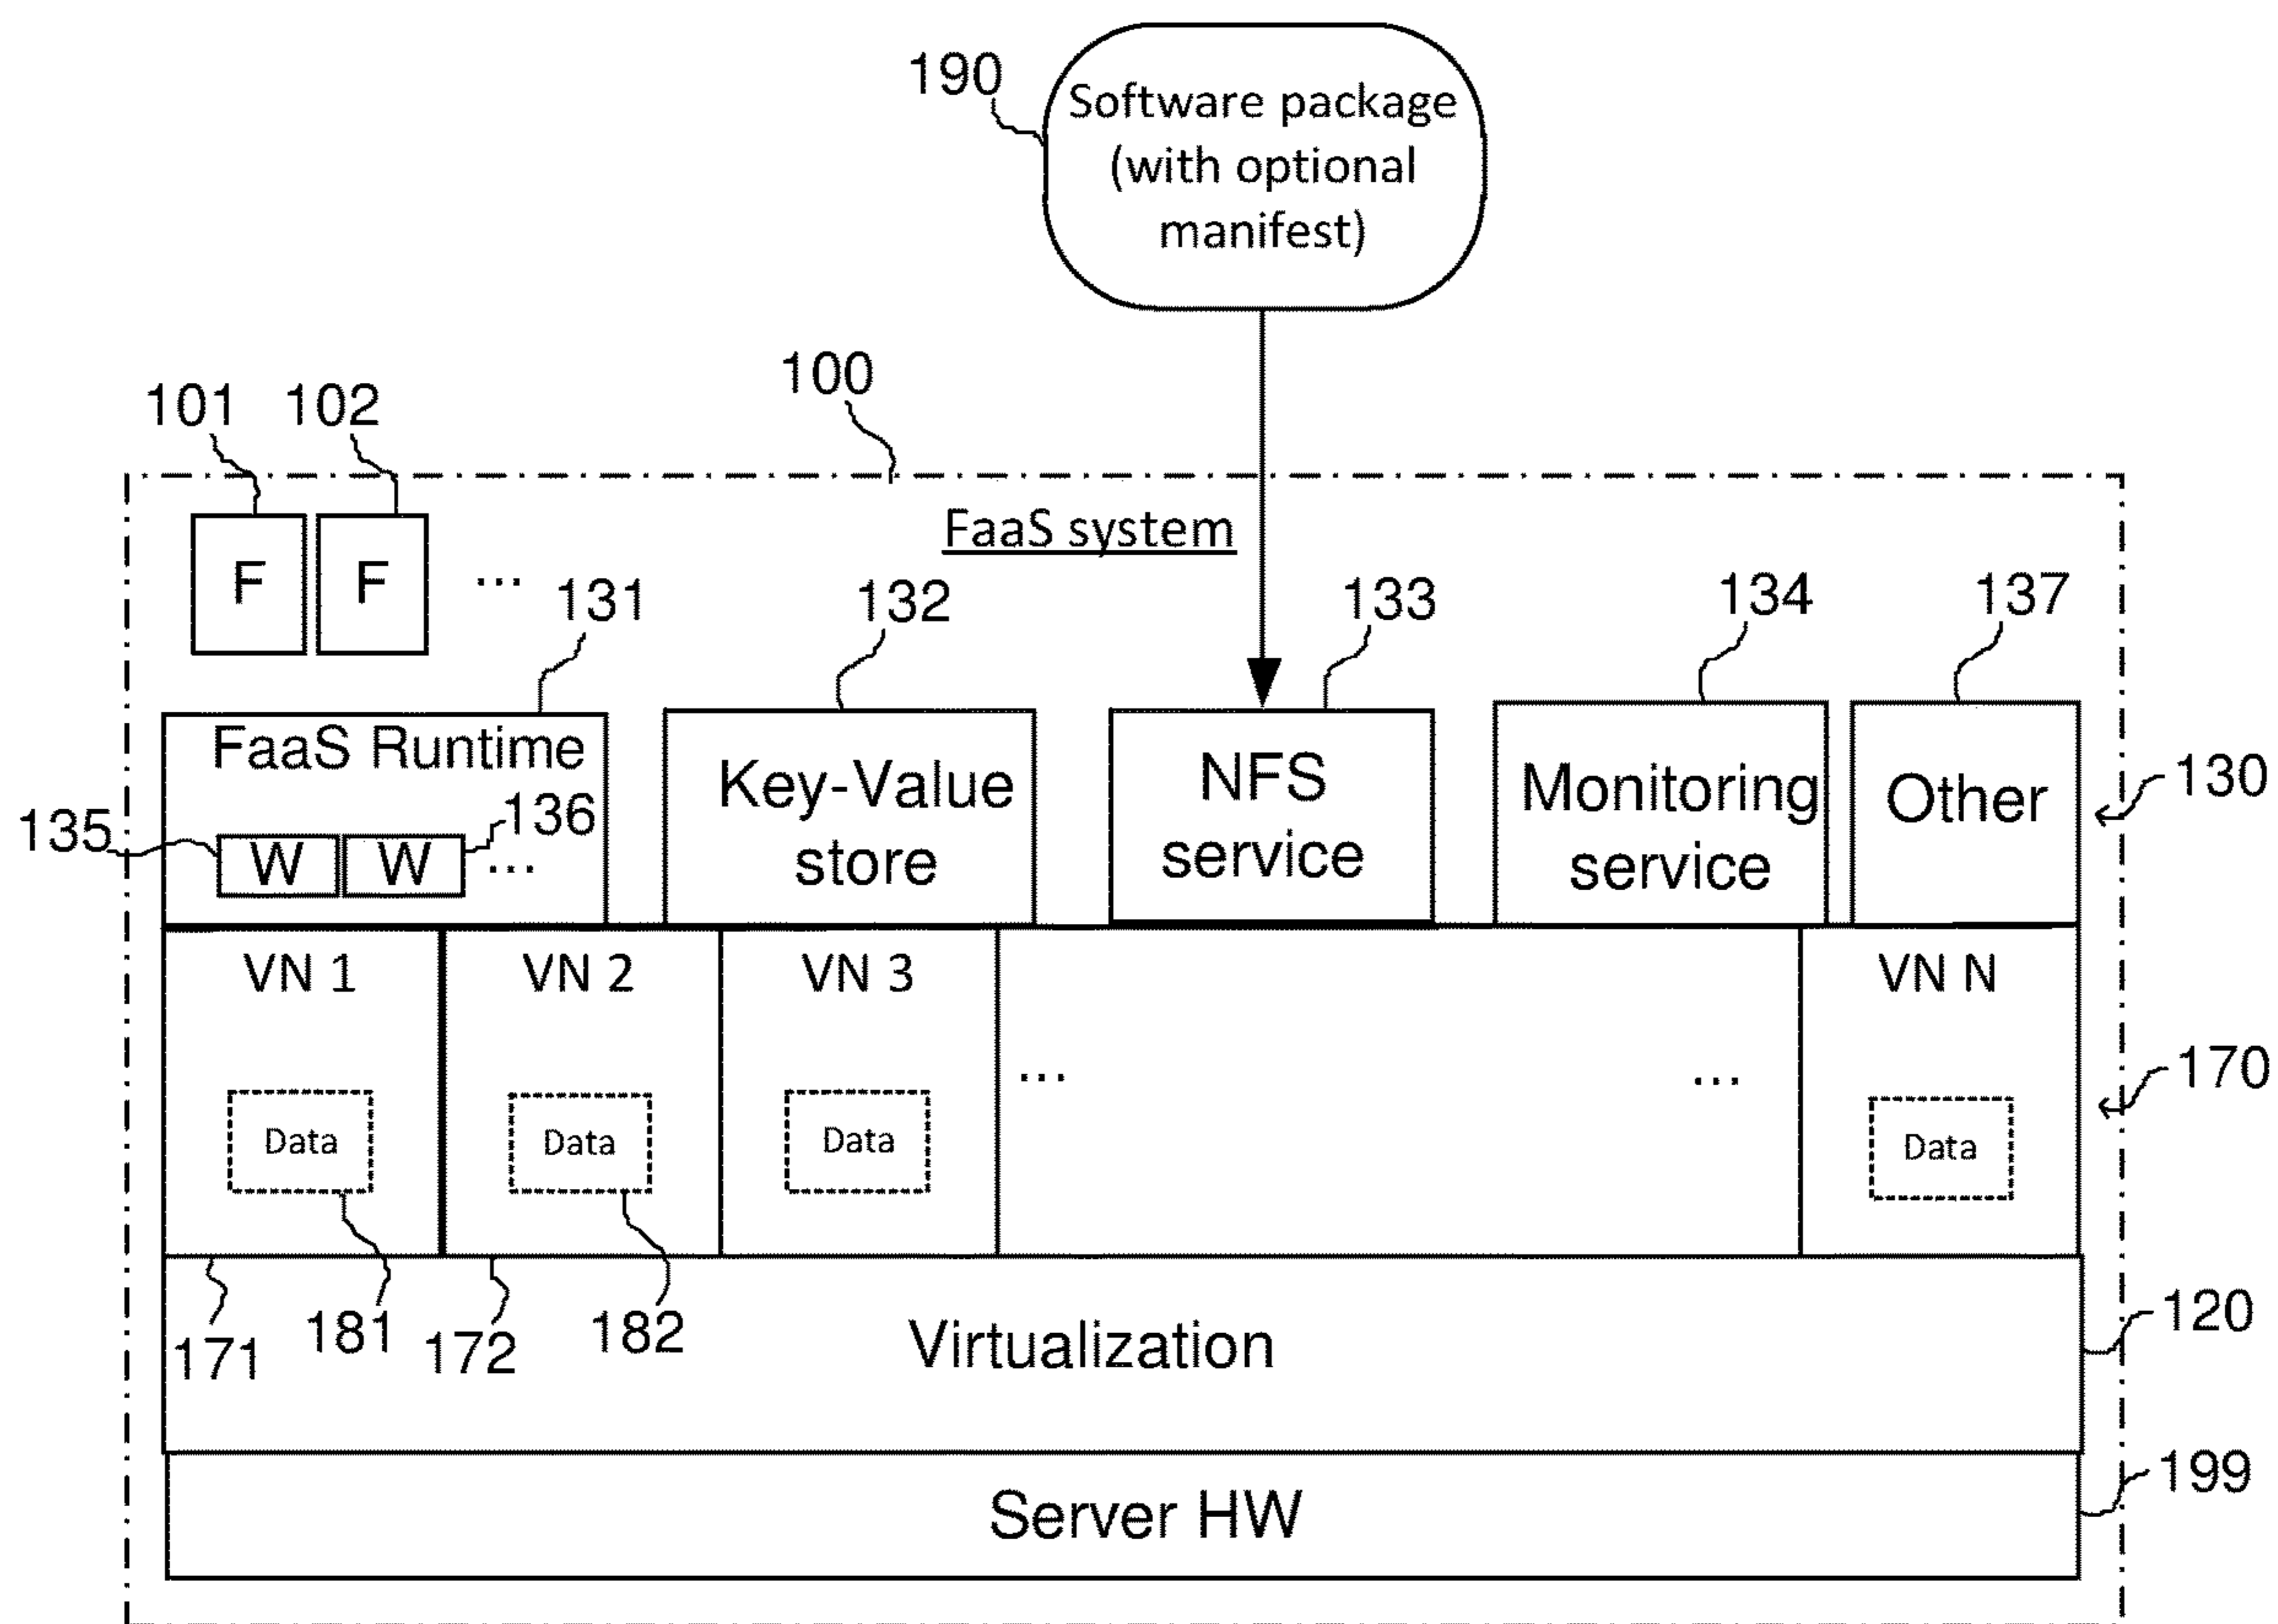 190
Software package
(with optional
manifest)
100
101 102
FaaS system
F F ...
131 132 133 134 137
FaaS Runtime
Key-Value
store
NFS
service
Monitoring
service
Other
130
135 136
W W ...
VN 1 VN 2 VN 3 VN N
... ...
170
Data Data Data Data
171 181 172 182
120
Virtualization
199
Server HW